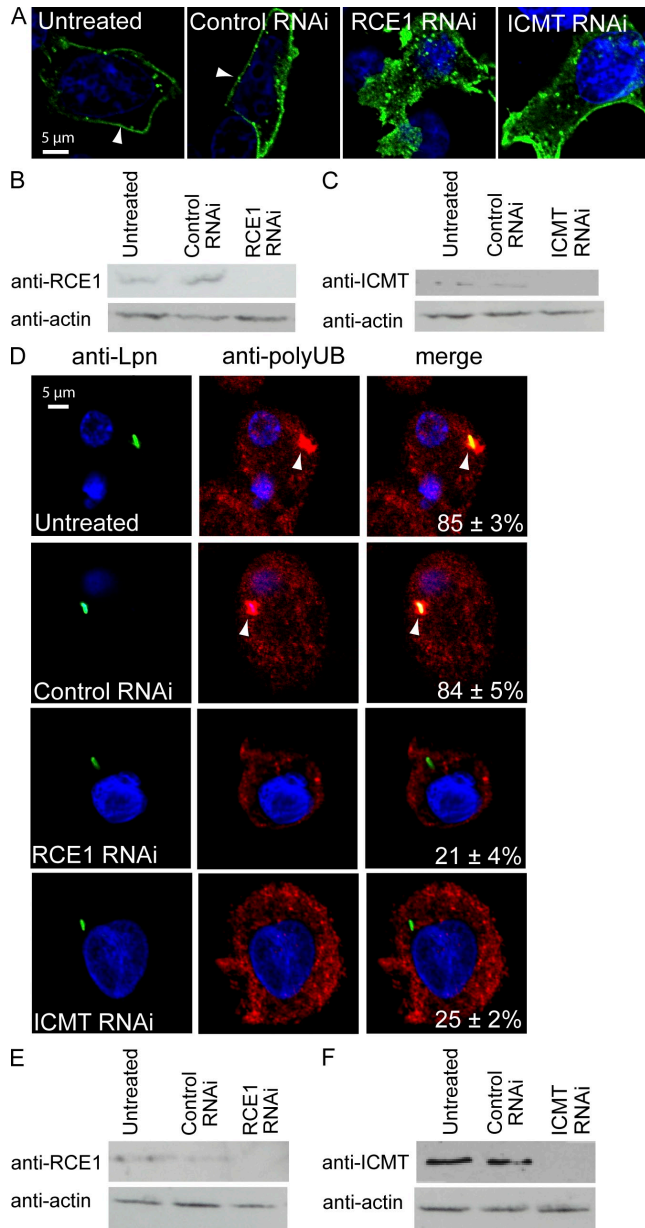 A
Untreated
Control RNAi
RCE1 RNAi
ICMT RNAi
5 µm
B
Untreated
Control
RNAi
RCE1
RNAi
anti-RCE1
anti-actin
C
Untreated
Control
RNAi
ICMT
RNAi
anti-ICMT
anti-actin
D
anti-Lpn
anti-polyUB
merge
5 µm
Untreated
85 ± 3%
Control RNAi
84 ± 5%
RCE1 RNAi
21 ± 4%
ICMT RNAi
25 ± 2%
E
Untreated
Control
RNAi
RCE1
RNAi
anti-RCE1
anti-actin
F
Untreated
Control
RNAi
ICMT
RNAi
anti-ICMT
anti-actin